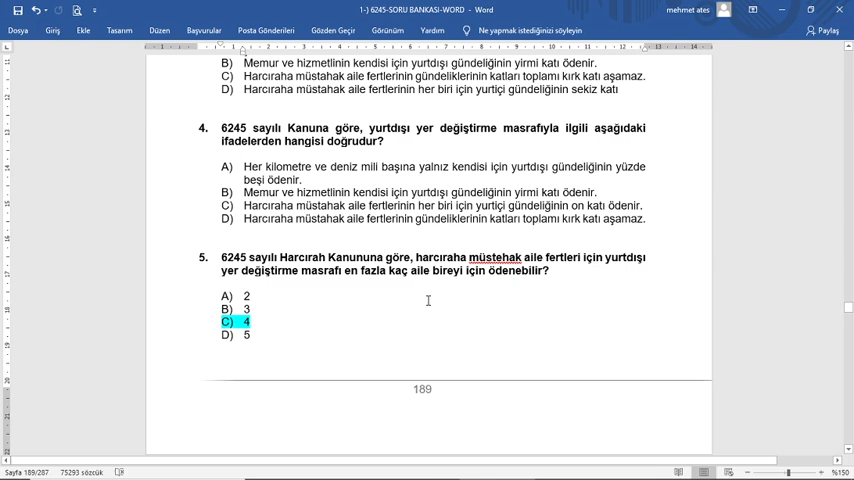 1-) 6245-SORU BANKASI-WORD - Word
mehmet ates
Dosya Giriş Ekle Tasarım Düzen Başvurular Posta Gönderileri Gözden Geçir Görünüm Yardım Ne yapmak istediğinizi söyleyin Paylaş
B) Memur ve hizmetlinin kendisi için yurtdışı gündeliğinin yirmi katı ödenir.
C) Harcıraha müstahak aile fertlerinin gündeliklerinin katları toplamı kırk katı aşamaz.
D) Harcıraha müstahak aile fertlerinin her biri için yurtiçi gündeliğinin sekiz katı
4. 6245 sayılı Kanuna göre, yurtdışı yer değiştirme masrafıyla ilgili aşağıdaki
ifadelerden hangisi doğrudur?
A) Her kilometre ve deniz mili başına yalnız kendisi için yurtdışı gündeliğinin yüzde
beşi ödenir.
B) Memur ve hizmetlinin kendisi için yurtdışı gündeliğinin yirmi katı ödenir.
C) Harcıraha müstahak aile fertlerinin her biri için yurtiçi gündeliğinin on katı ödenir.
D) Harcıraha müstahak aile fertlerinin gündeliklerinin katları toplamı kırk katı aşamaz.
5. 6245 sayılı Harcırah Kanununa göre, harcıraha müstehak aile fertleri için yurtdışı
yer değiştirme masrafı en fazla kaç aile bireyi için ödenebilir?
A) 2
B) 3
C) 4
D) 5
189
Sayfa 189/287 75293 sözcük %150